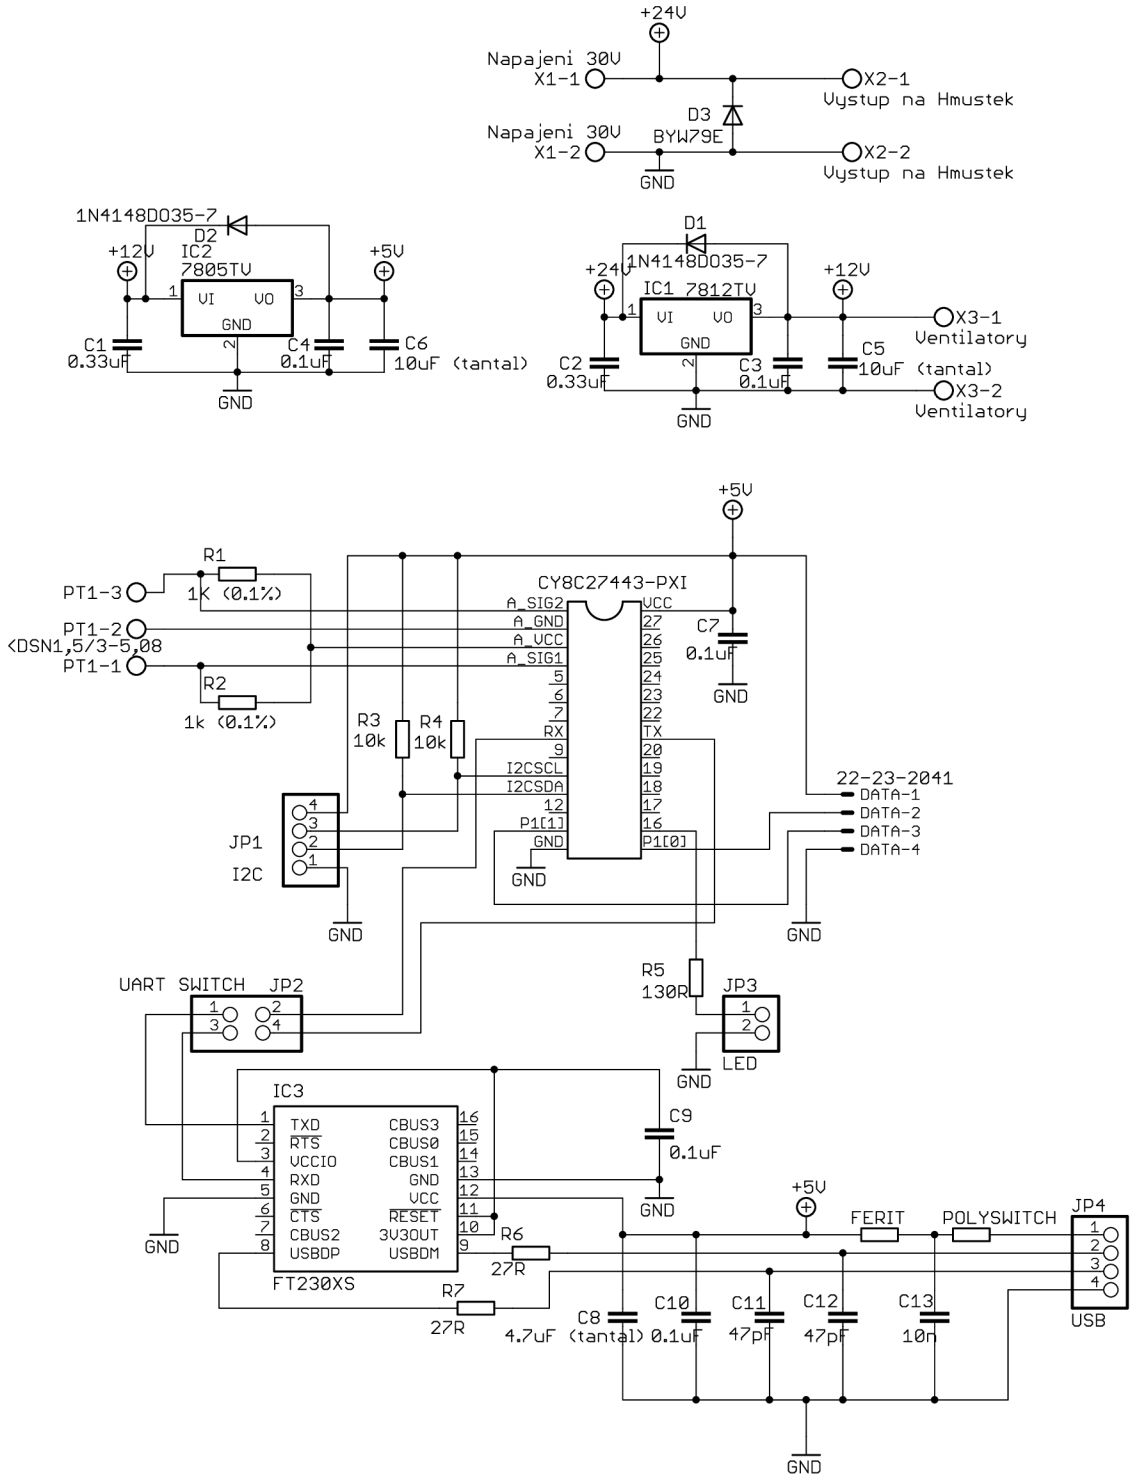 +24V
Napajeni 30V
X1-1
X2-1
Vystup na Hmustek
D3
BYW79E
Napajeni 30V
X1-2
X2-2
Vystup na Hmustek
GND
1N4148DO35-7
D2
+12V
IC2
7805TV
+5V
1
VI
VO
3
GND
2
C1
0.33uF
C4
0.1uF
C6
10uF (tantal)
GND
D1
1N4148DO35-7
+24V
IC1
7812TV
+12V
1
VI
VO
3
GND
2
X3-1
Ventilatory
C2
0.33uF
C3
0.1uF
C5
10uF (tantal)
X3-2
Ventilatory
GND
+5V
R1
1K (0.1%)
PT1-3
PT1-2
<DSN1,5/3-5,08
PT1-1
R2
1k (0.1%)
CY8C27443-PXI
A_SIG2
VCC
A_GND
27
A_VCC
26
A_SIG1
25
5
24
6
23
7
22
RX
TX
9
20
I2CSCL
19
I2CSDA
18
12
17
P1[1]
16
GND
P1[0]
GND
C7
0.1uF
GND
R3
10k
R4
10k
22-23-2041
DATA-1
DATA-2
DATA-3
DATA-4
GND
JP1
4
3
2
1
I2C
GND
UART SWITCH
JP2
1
2
3
4
R5
130R
JP3
1
2
LED
GND
IC3
1 TXD CBUS3 16
2 RTS CBUS0 15
3 VCCIO CBUS1 14
4 RXD GND 13
5 GND VCC 12
6 CTS RESET 11
7 CBUS2 3V3OUT 10
8 USBDP USBDM 9
FT230XS
GND
C9
0.1uF
GND
R6
27R
R7
27R
+5V
FERIT
POLYSWITCH
JP4
1
2
3
4
USB
C8
4.7uF (tantal)
C10
0.1uF
C11
47pF
C12
47pF
C13
10n
GND